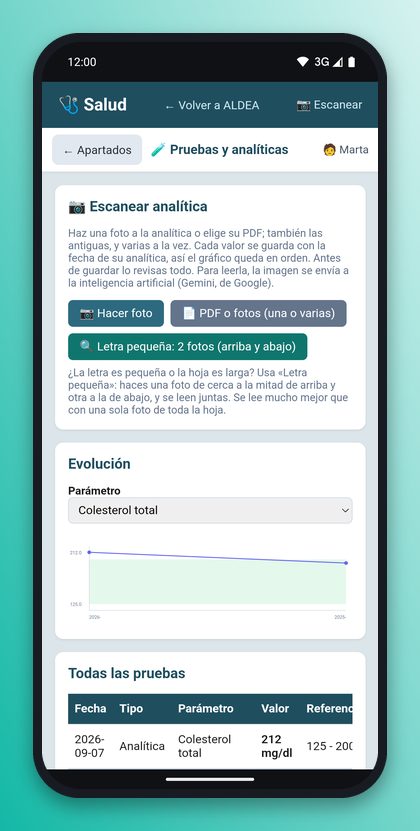 12:00
3G
Salud
← Volver a ALDEA
Escanear
← Apartados
Pruebas y analíticas
Marta
Escanear analítica
Haz una foto a la analítica o elige su PDF; también las
antiguas, y varias a la vez. Cada valor se guarda con la
fecha de su analítica, así el gráfico queda en orden. Antes
de guardar lo revisas todo. Para leerla, la imagen se envía a
la inteligencia artificial (Gemini, de Google).
Hacer foto
PDF o fotos (una o varias)
Letra pequeña: 2 fotos (arriba y abajo)
¿La letra es pequeña o la hoja es larga? Usa «Letra
pequeña»: haces una foto de cerca a la mitad de arriba y
otra a la de abajo, y se leen juntas. Se lee mucho mejor que
con una sola foto de toda la hoja.
Evolución
Parámetro
Colesterol total
212.0
125.0
2026-
2025-
Todas las pruebas
Fecha Tipo Parámetro Valor Referenc
2026-
09-07
Analítica
Colesterol
total
212
mg/dl
125 - 200